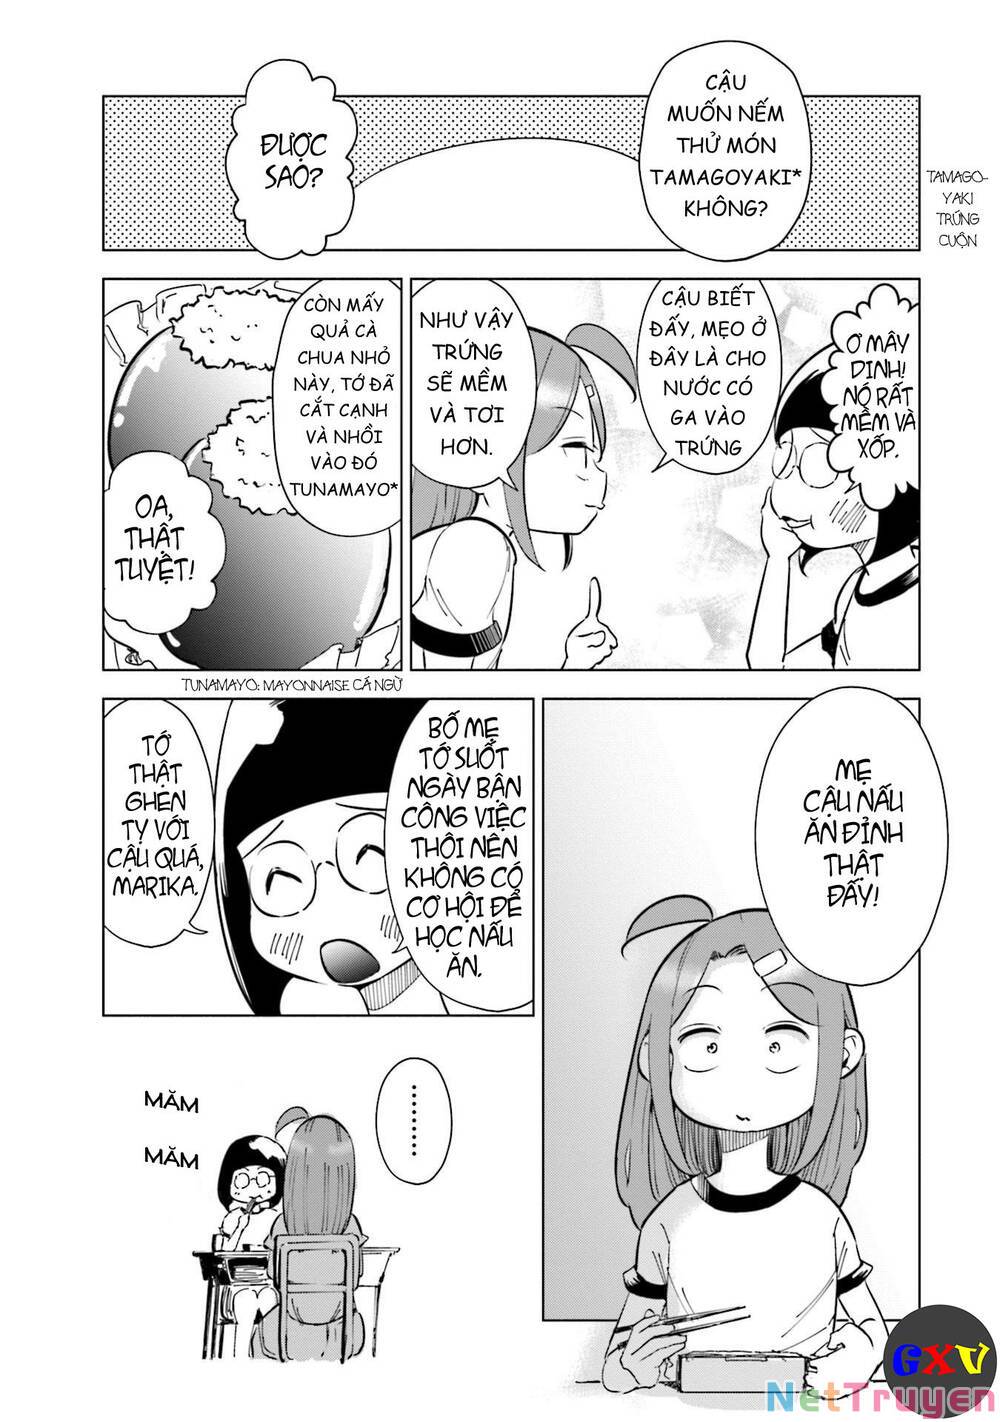 CẬU
MUỐN NẾM
THỬ MÓN
TAMAGOYAKI*
KHÔNG?
ĐƯỢC
SAO?
TAMAGO-
YAKI
TRỨNG
CUỘN
Ơ MÂY
DINH!
NÓ RẤT
MỀM VÀ
XỐP.
CẬU BIẾT
ĐẤY, MẸO Ở
ĐÂY LÀ CHO
NƯỚC CÓ
GA VÀO
TRỨNG
NHƯ VẬY
TRỨNG
SẼ MỀM
VÀ TƠI
HƠN.
CÒN MẤY
QUẢ CÀ
CHUA NHỎ
NÀY, TỚ ĐÃ
CẮT CẠNH
VÀ NHỒI
VÀO ĐÓ
TUNAMAYO*
OA,
THẬT
TUYỆT!
TUNAMAYO: MAYONNAISE CÁ NGỪ
MẸ
CẬU NẤU
ĂN ĐỈNH
THẬT
ĐẤY!
BỐ MẸ
TỚ SUỐT
NGÀY BẬN
CÔNG VIỆC
THÔI NÊN
KHÔNG CÓ
CƠ HỘI ĐỂ
HỌC NẤU
ĂN.
TỚ
THẬT
GHEN
TỴ VỚI
CẬU QUÁ,
MARIKA.
........
MĂM
MĂM
GXV
NetTruyen